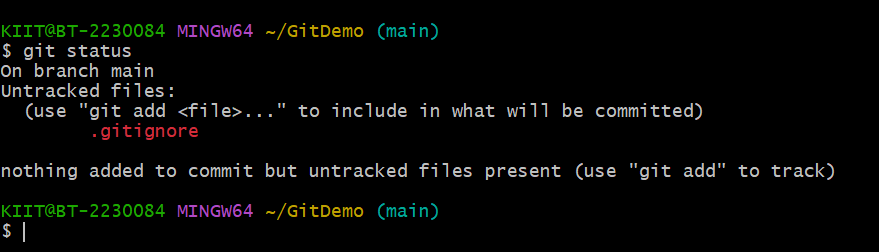 KIIT@BT-2230084 MINGW64 ~/GitDemo (main)
$ git status
On branch main
Untracked files:
  (use "git add <file>..." to include in what will be committed)
        .gitignore

nothing added to commit but untracked files present (use "git add" to track)

KIIT@BT-2230084 MINGW64 ~/GitDemo (main)
$